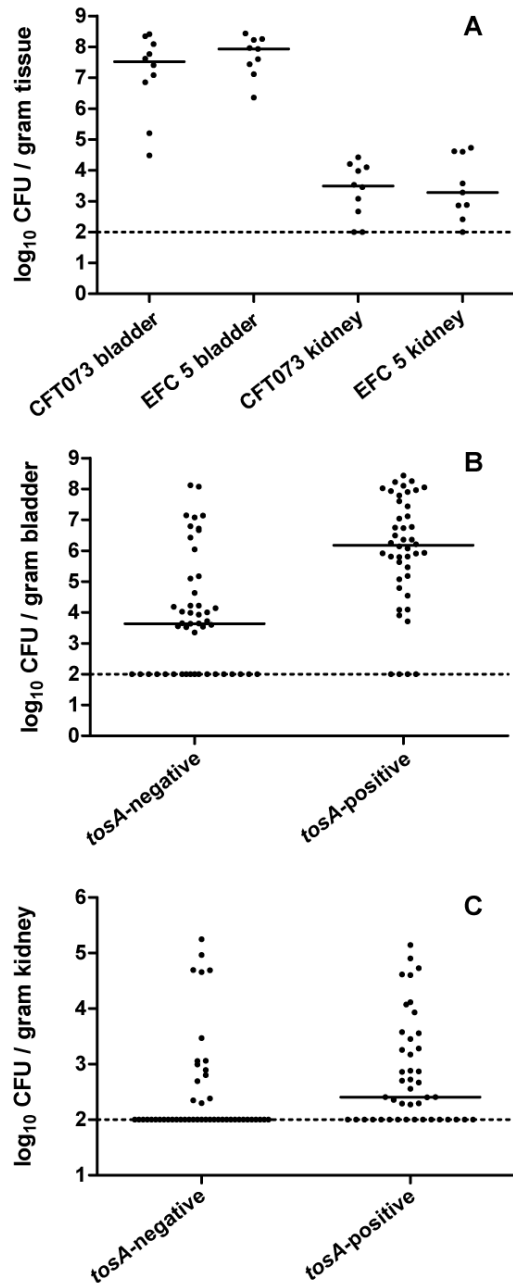 A
log10 CFU / gram tissue
9
8
7
6
5
4
3
2
1
0
CFT073 bladder
EFC 5 bladder
CFT073 kidney
EFC 5 kidney
B
log10 CFU / gram bladder
9
8
7
6
5
4
3
2
1
0
tosA-negative
tosA-positive
C
log10 CFU / gram kidney
6
5
4
3
2
1
tosA-negative
tosA-positive